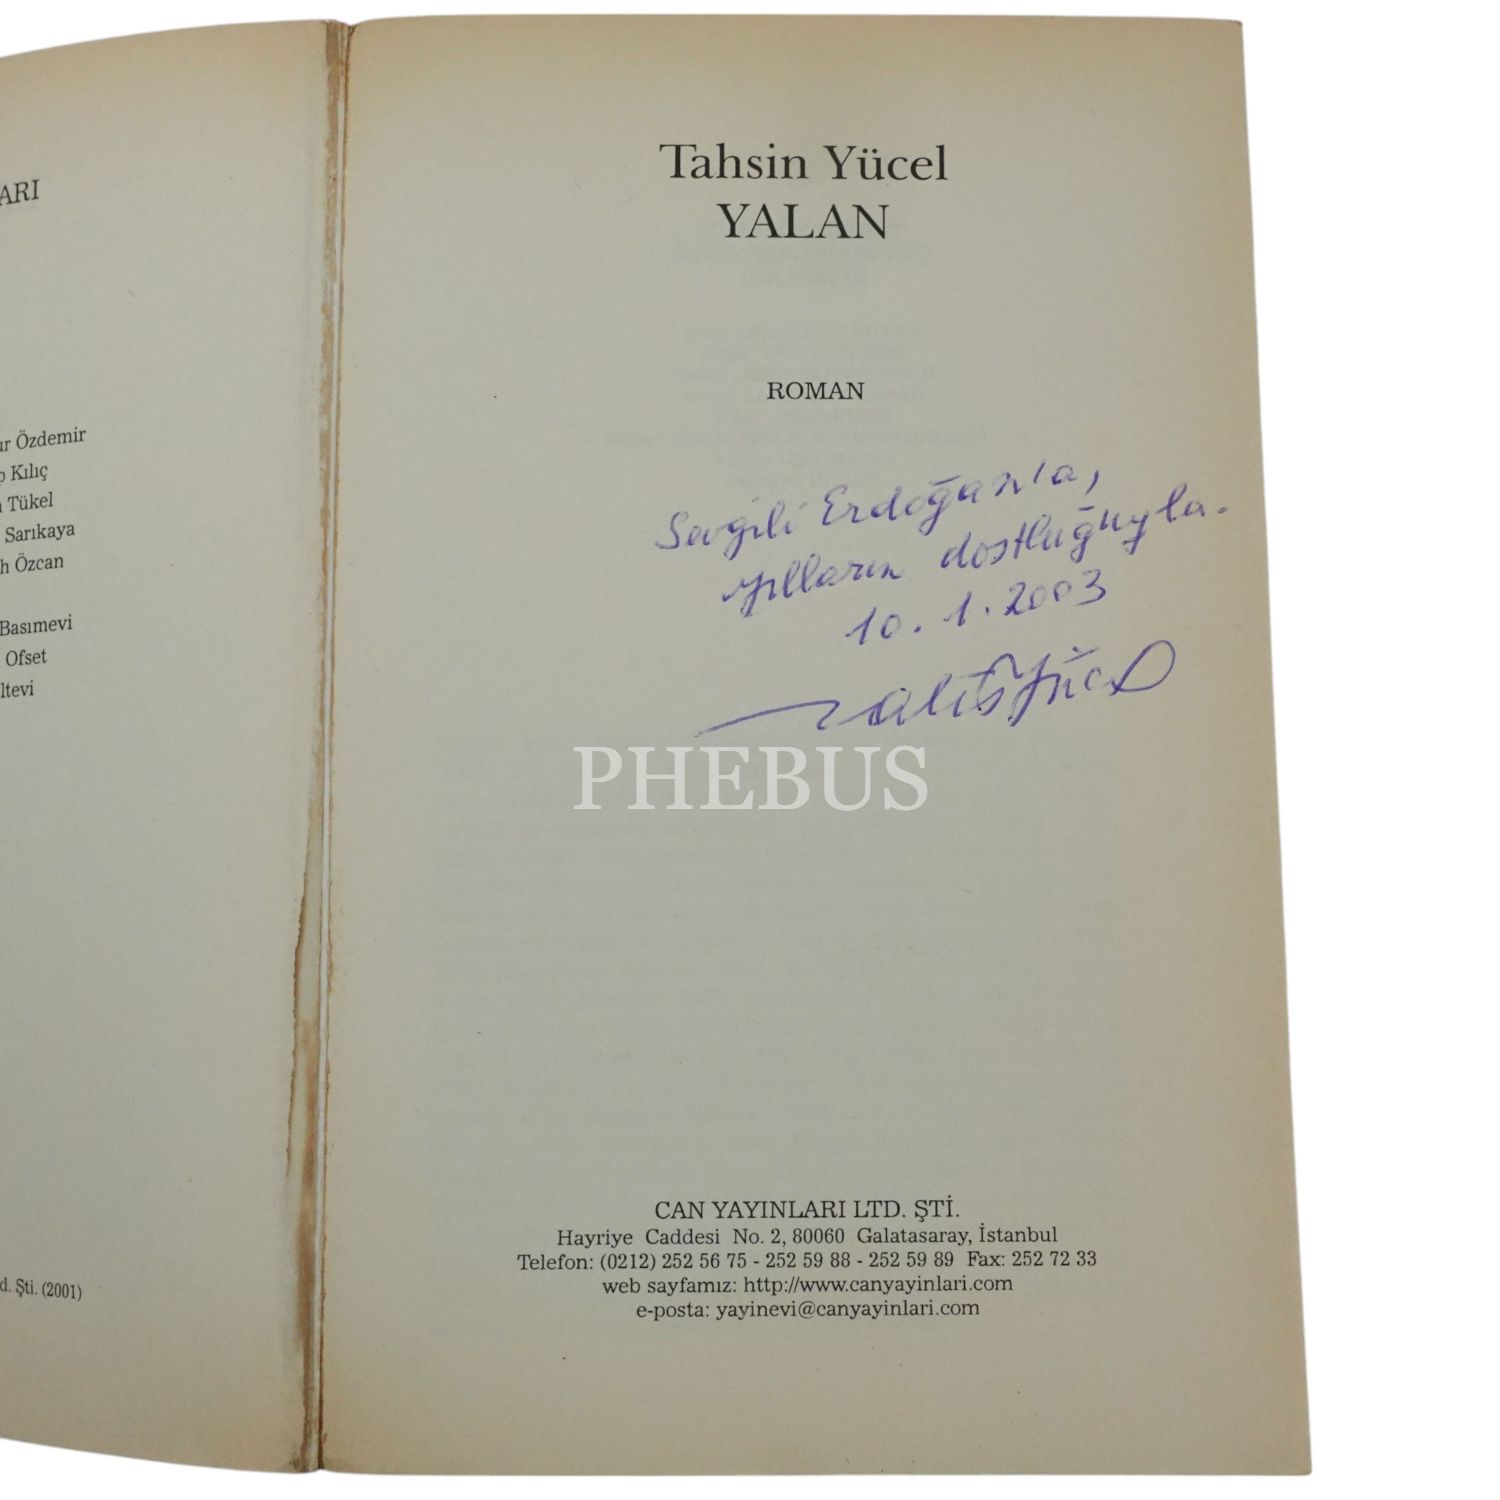 ARI
ır Özdemir
p Kılıç
n Tükel
Sarıkaya
h Özcan
Basımevi
Ofset
ltevi
d. Şti. (2001)
Tahsin Yücel
YALAN
ROMAN
Sevgili Erdoğan'a,
yılların dostluğuyla.
10.1.2003
Yücel
PHEBUS
CAN YAYINLARI LTD. ŞTİ.
Hayriye Caddesi No. 2, 80060 Galatasaray, İstanbul
Telefon: (0212) 252 56 75 - 252 59 88 - 252 59 89 Fax: 252 72 33
web sayfamız: http://www.canyayinlari.com
e-posta: yayinevi@canyayinlari.com